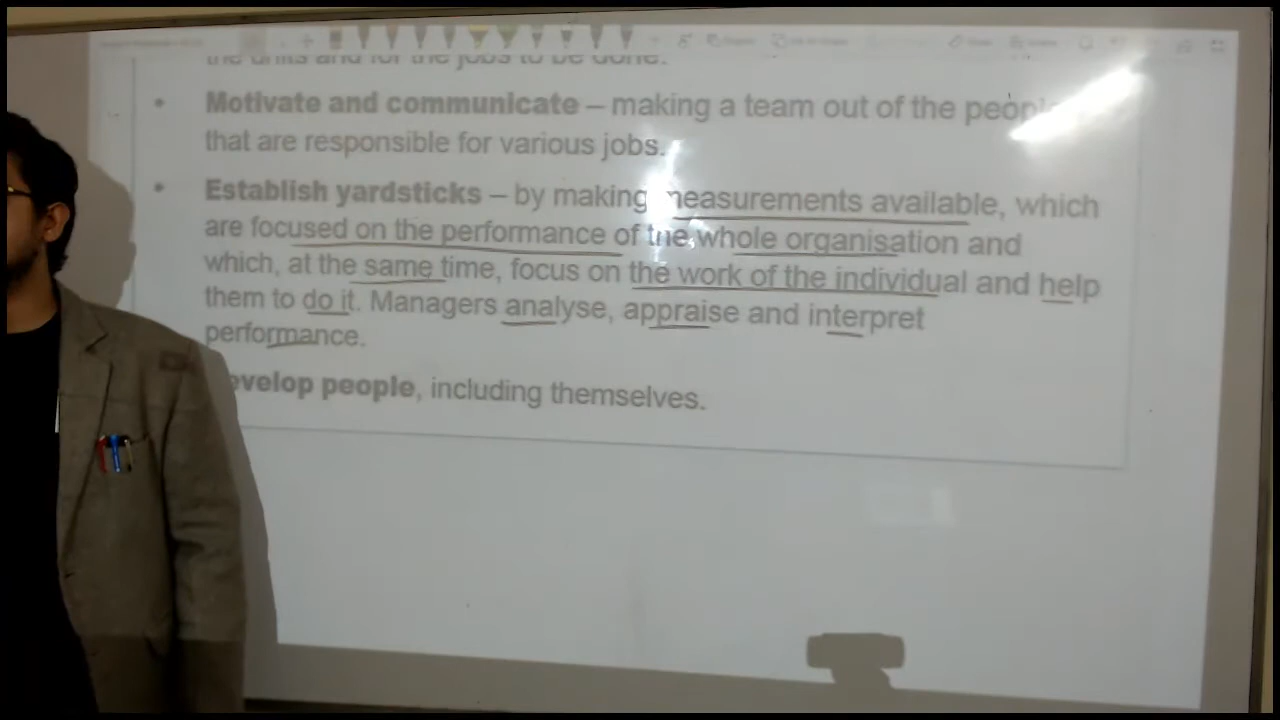 the units and for the jobs to be done.
• Motivate and communicate – making a team out of the
that are responsible for various jobs.
• Establish yardsticks – by making measurements available, which
are focused on the performance of the whole organisation and
which, at the same time, focus on the work of the individual and help
them to do it. Managers analyse, appraise and interpret
performance.
people, including themselves.